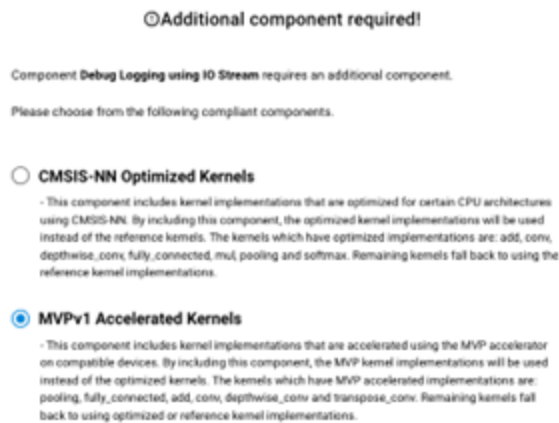 Additional component required!
Component Debug Logging using IO Stream requires an additional component.
Please choose from the following compliant components.
CMSIS-NN Optimized Kernels
- This component includes kernel implementations that are optimized for certain CPU architectures
using CMSIS-NN. By including this component, the optimized kernel implementations will be used
instead of the reference kernels. The kernels which have optimized implementations are: add, conv,
depthwise_conv, fully_connected, mul, pooling and softmax. Remaining kernels fall back to using the
reference kernel implementations.
MVPv1 Accelerated Kernels
- This component includes kernel implementations that are accelerated using the MVP accelerator
on compatible devices. By including this component, the MVP kernel implementations will be used
instead of the optimized kernels. The kernels which have MVP accelerated implementations are:
pooling, fully_connected, add, conv, depthwise_conv and transpose_conv. Remaining kernels fall
back to using optimized or reference kernel implementations.